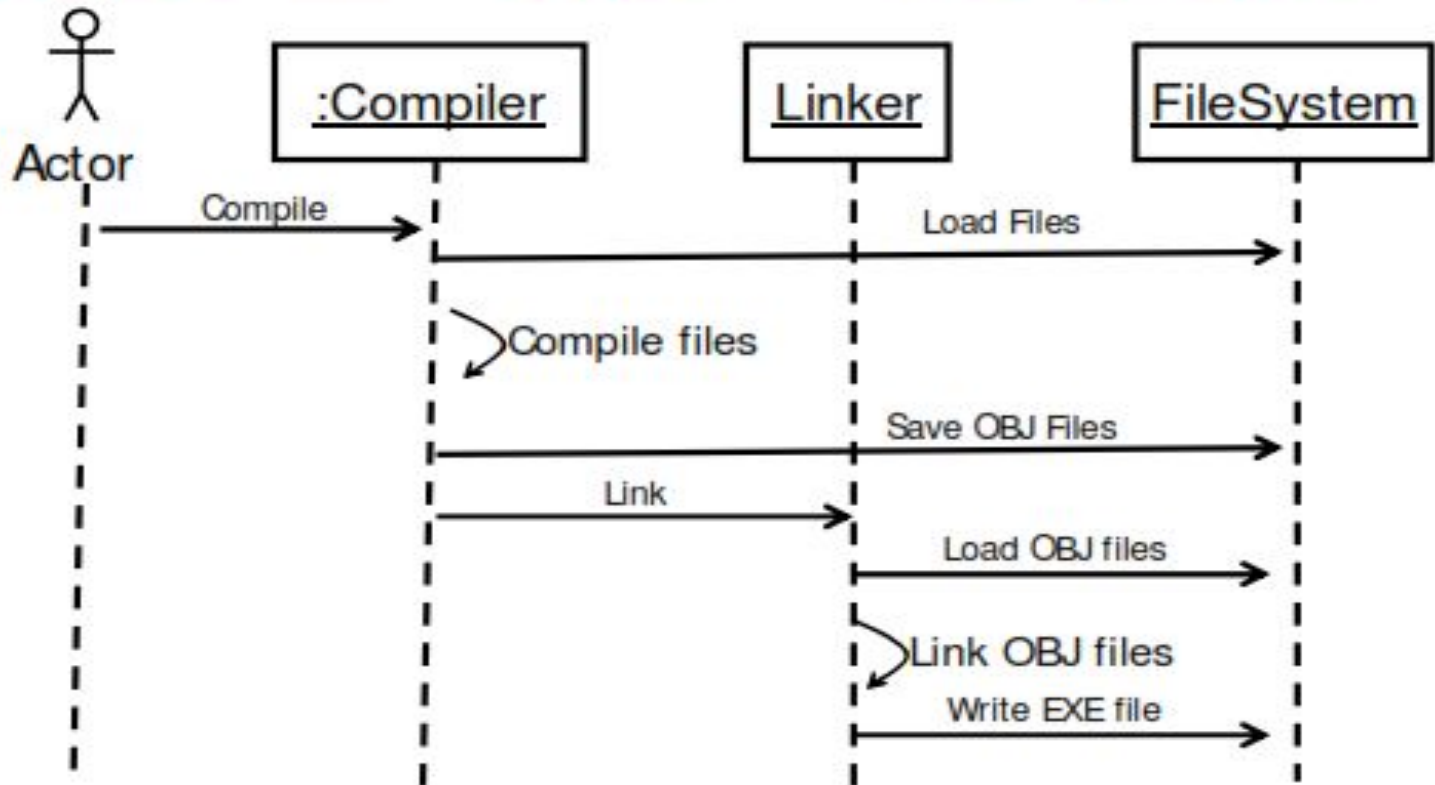 :Compiler
Linker
FileSystem
Actor
Compile
Load Files
Compile files
Save OBJ Files
Link
Load OBJ files
Link OBJ files
Write EXE file